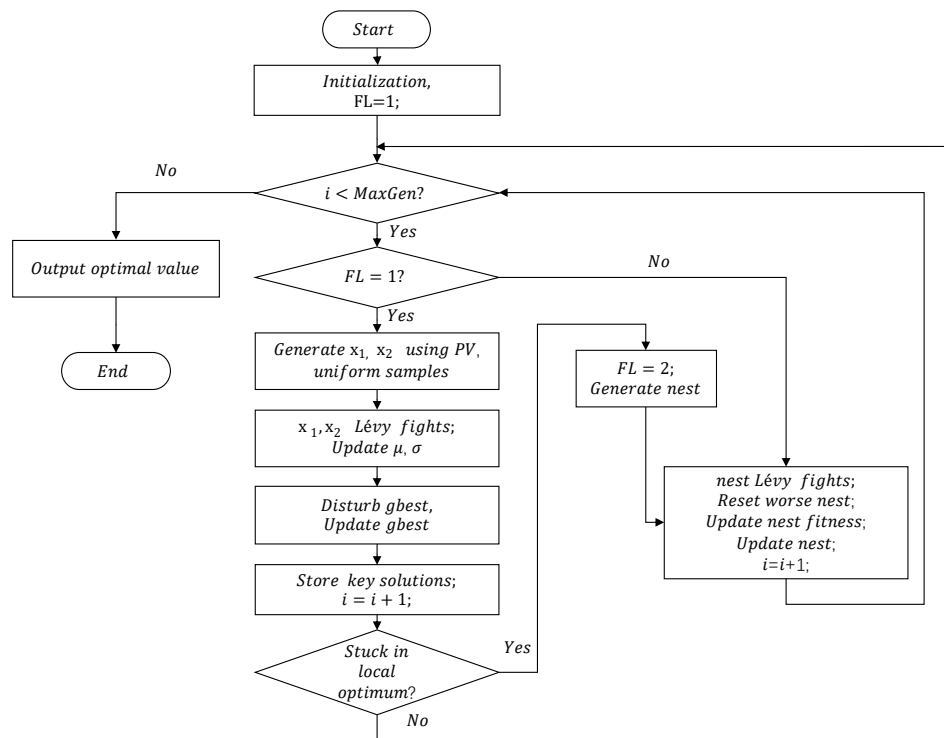 Start
Initialization,
FL=1;
No
i < MaxGen?
Yes
Output optimal value
FL = 1?
No
Yes
End
Generate x₁, x₂ using PV,
uniform samples
FL = 2;
Generate nest
x₁,x₂ Lévy fights;
Update μ, σ
Disturb gbest,
Update gbest
nest Lévy fights;
Reset worse nest;
Update nest fitness;
Update nest;
i=i+1;
Store key solutions;
i = i + 1;
Stuck in
local
optimum?
Yes
No